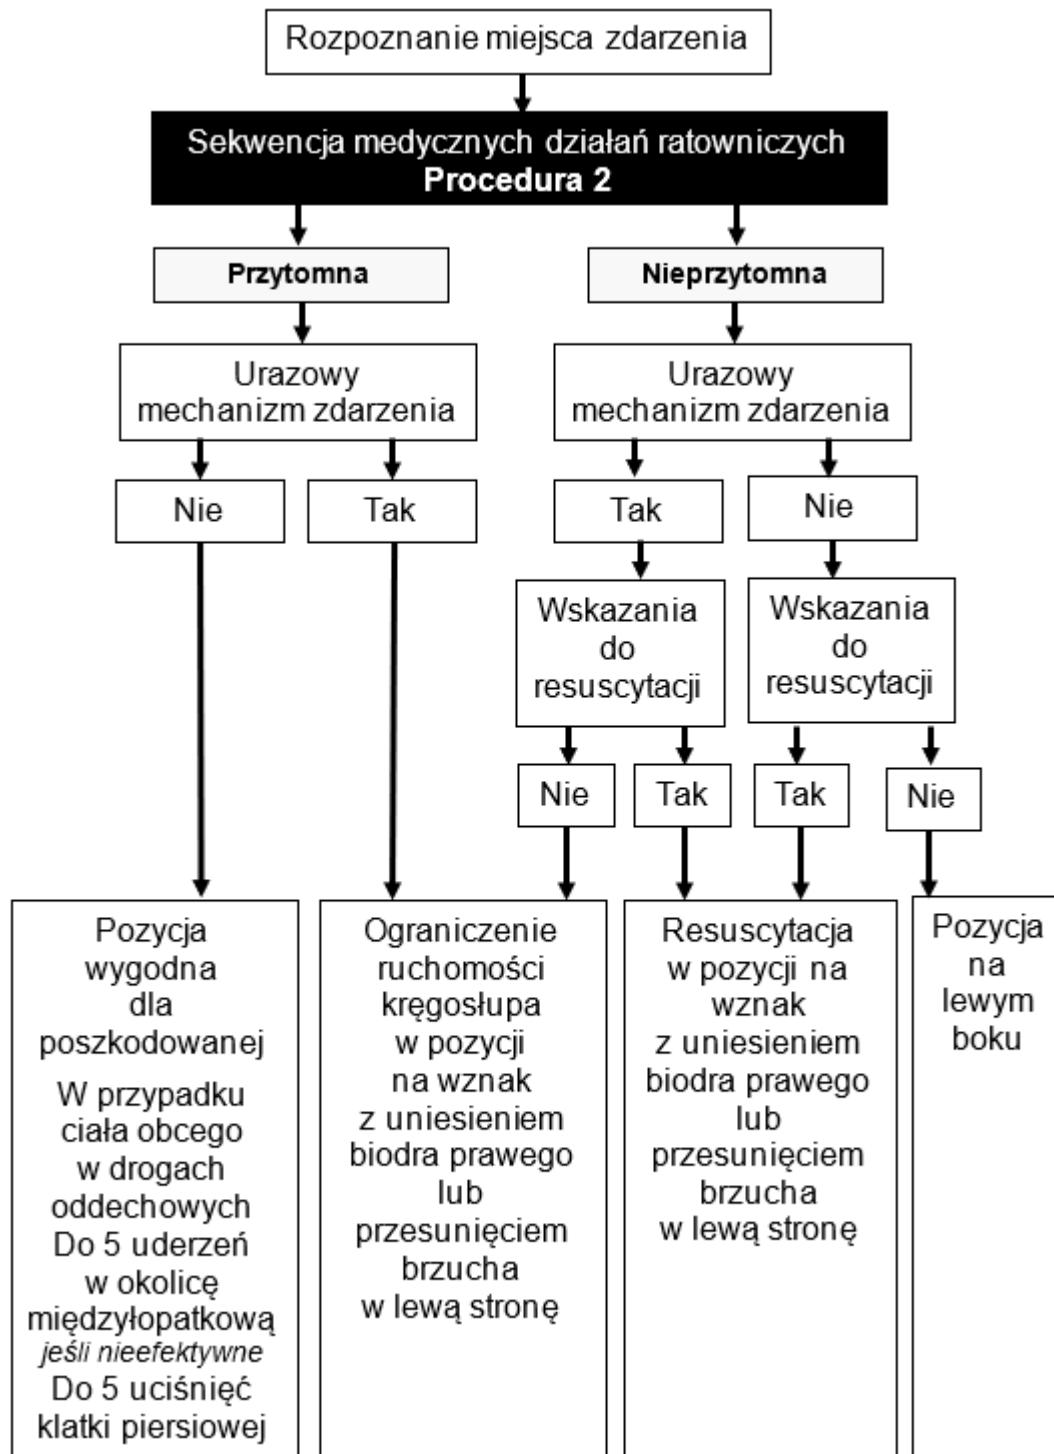 Rozpoznanie miejsca zdarzenia
Sekwencja medycznych działań ratowniczych
Procedura 2
Przytomna
Nieprzytomna
Urazowy
mechanizm zdarzenia
Urazowy
mechanizm zdarzenia
Nie
Tak
Tak
Nie
Wskazania
do
resuscytacji
Wskazania
do
resuscytacji
Nie
Tak
Tak
Nie
Pozycja
wygodna
dla
poszkodowanej
W przypadku
ciała obcego
w drogach
oddechowych
Do 5 uderzeń
w okolicę
międzyłopatkową
jeśli nieefektywne
Do 5 uciśnięć
klatki piersiowej
Ograniczenie
ruchomości
kręgosłupa
w pozycji
na wznak
z uniesieniem
biodra prawego
lub
przesunięciem
brzucha
w lewą stronę
Resuscytacja
w pozycji na
wznak
z uniesieniem
biodra prawego
lub
przesunięciem
brzucha
w lewą stronę
Pozycja
na
lewym
boku